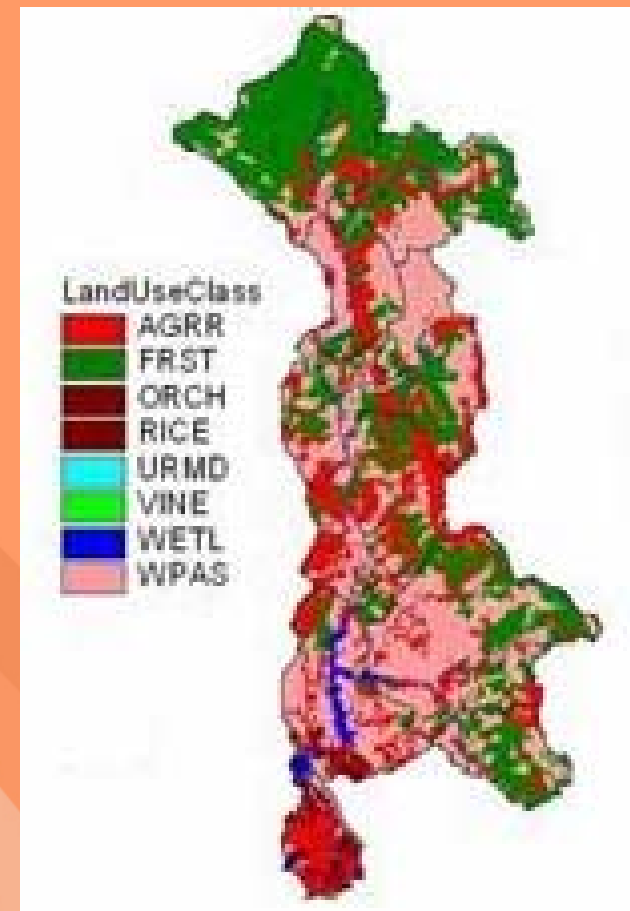 LandUseClass
AGRR
FRST
ORCH
RICE
URMD
VINE
WETL
WPAS